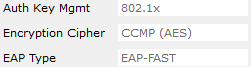 Auth Key Mgmt 802.1x
Encryption Cipher CCMP (AES)
EAP Type EAP-FAST